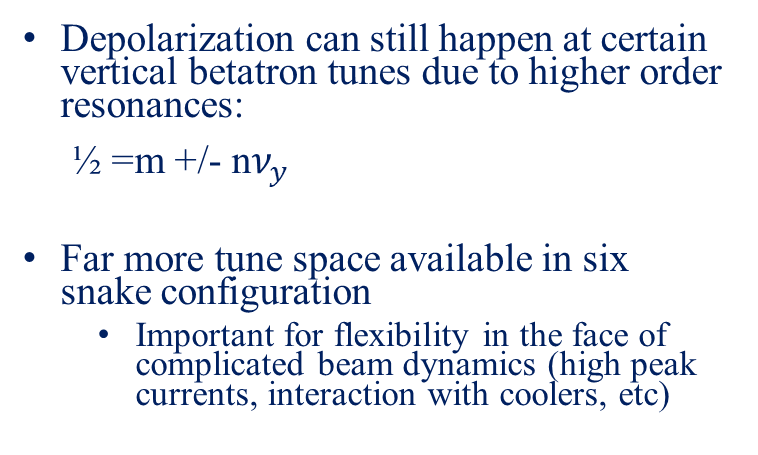 • Depolarization can still happen at certain
vertical betatron tunes due to higher order
resonances:
½ =m +/- nν_y
• Far more tune space available in six
snake configuration
• Important for flexibility in the face of
complicated beam dynamics (high peak
currents, interaction with coolers, etc)